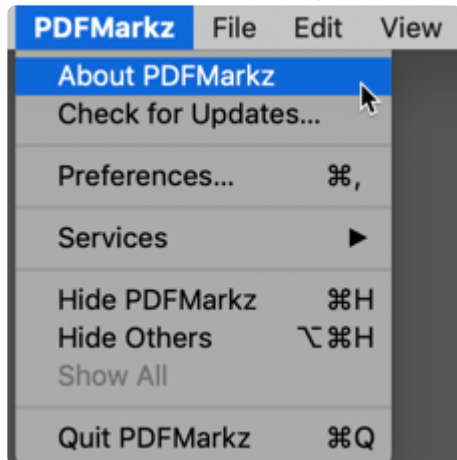 PDFMarkz File Edit View
About PDFMarkz
Check for Updates...
Preferences... ⌘,
Services ▶
Hide PDFMarkz ⌘H
Hide Others ⌥⌘H
Show All
Quit PDFMarkz ⌘Q